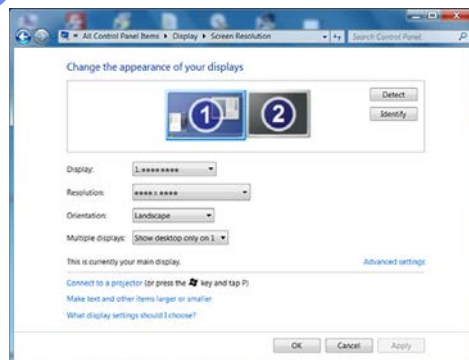 « All Control Panel Items ▸ Display ▸ Screen Resolution
Search Control Panel
Change the appearance of your displays
1
2
Detect
Identify
Display: 1.********
Resolution: **** x ****
Orientation: Landscape
Multiple displays: Show desktop only on 1
This is currently your main display.
Advanced settings
Connect to a projector (or press the key and tap P)
Make text and other items larger or smaller
What display settings should I choose?
OK
Cancel
Apply